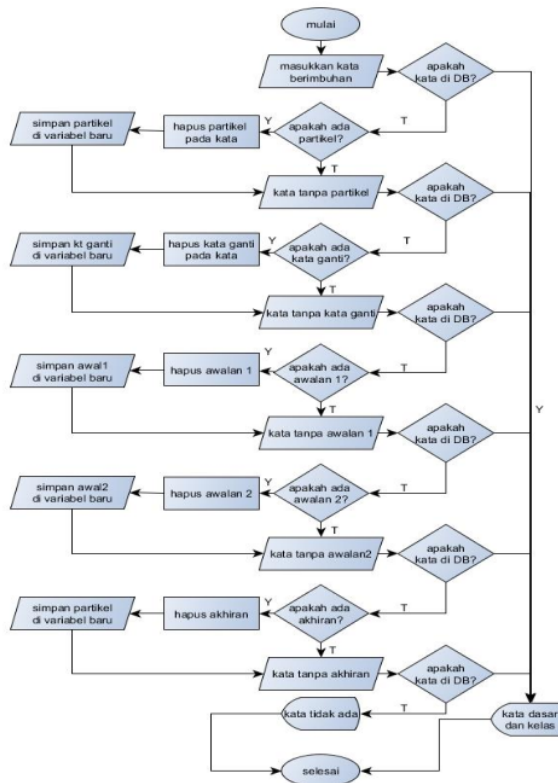 mulai
masukkan kata
berimbuhan
apakah
kata di DB?
T
simpan partikel
di variabel baru
hapus partikel
pada kata
Y
apakah ada
partikel?
T
kata tanpa partikel
apakah
kata di DB?
T
simpan kt ganti
di variabel baru
hapus kata ganti
pada kata
Y
apakah ada
kata ganti?
T
kata tanpa kata ganti
apakah
kata di DB?
T
simpan awal1
di variabel baru
hapus awalan 1
Y
apakah ada
awalan 1?
T
kata tanpa awalan 1
apakah
kata di DB?
Y
T
simpan awal2
di variabel baru
hapus awalan 2
Y
apakah ada
awalan 2?
T
kata tanpa awalan2
apakah
kata di DB?
T
simpan partikel
di variabel baru
hapus akhiran
Y
apakah ada
akhiran?
T
kata tanpa akhiran
apakah
kata di DB?
T
kata tidak ada
kata dasar
dan kelas
selesai